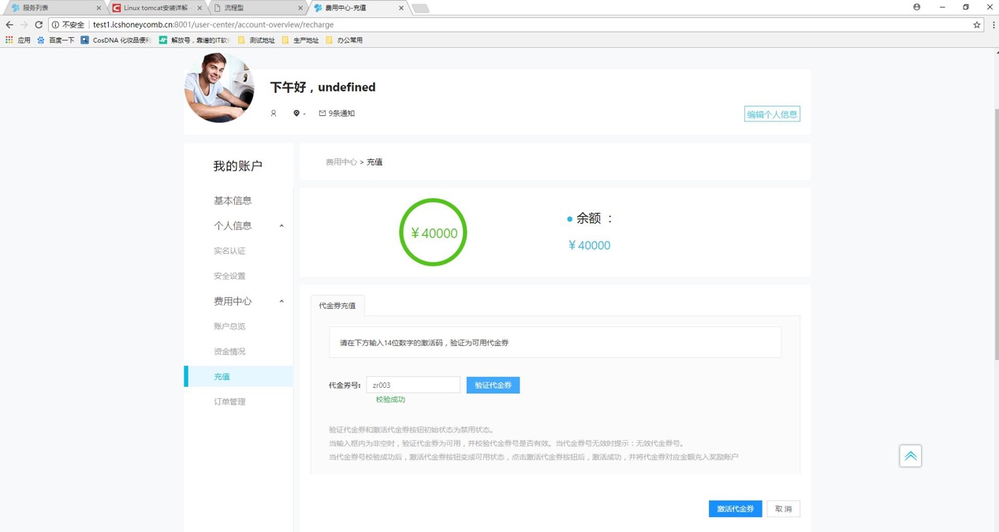 服务列表
Linux tomcat安装详解 -
流程型
费用中心-充值
不安全
test1.icshoneycomb.cn:8001/user-center/account-overview/recharge
应用
百度一下
CosDNA 化妆品便利
解放号，靠谱的IT软件
测试地址
生产地址
办公常用
下午好，undefined
-
9条通知
编辑个人信息
我的账户
基本信息
个人信息
实名认证
安全设置
费用中心
账户总览
资金情况
充值
订单管理
费用中心 > 充值
￥40000
余额 ：
￥40000
代金券充值
请在下方输入14位数字的激活码，验证为可用代金券
代金券号:
zr003
验证代金券
校验成功
验证代金券和激活代金券按钮初始状态为禁用状态。
当输入框内为非空时，验证代金券为可用，并校验代金券号是否有效。当代金券号无效时提示：无效代金券号。
当代金券号校验成功后，激活代金券按钮变成可用状态，点击激活代金券按钮后，激活成功，并将代金券对应金额充入奖励账户
激活代金券
取 消